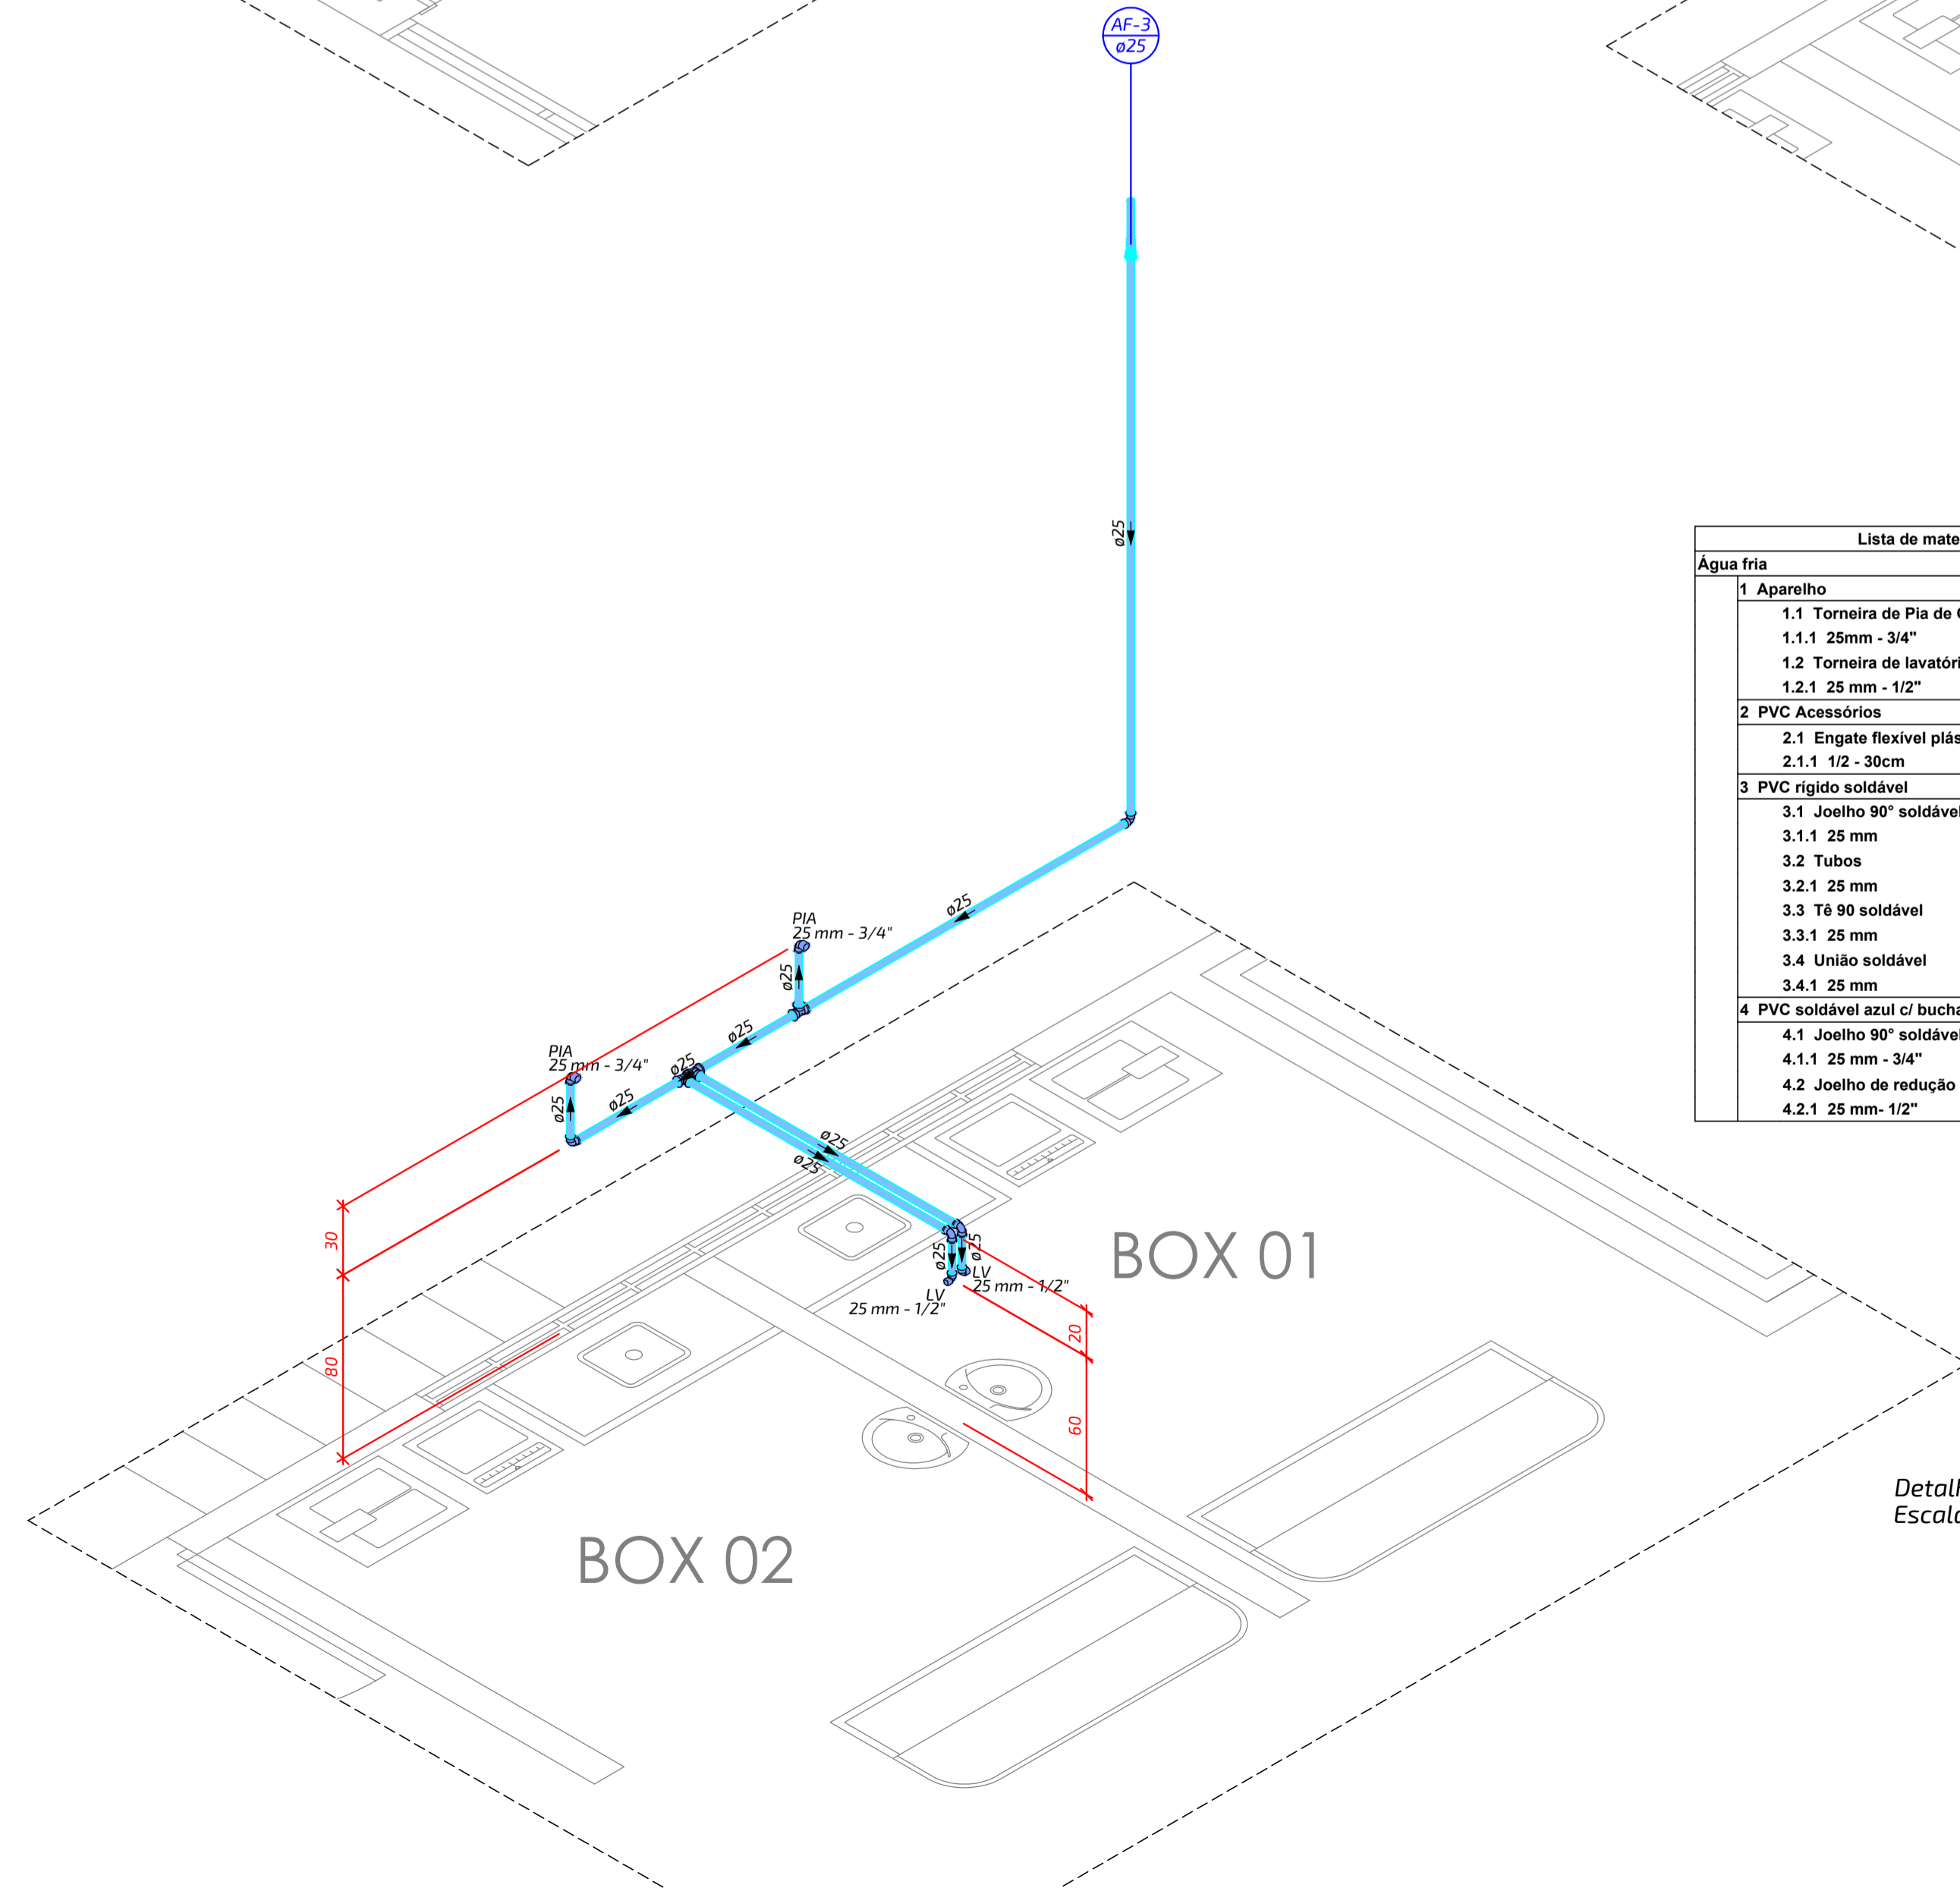 AF-3
ø25
ø25
ø25
PIA
25 mm - 3/4"
ø25
ø25
PIA
25 mm - 3/4"
ø25
ø25
ø25
ø25
ø25
ø25
ø25
LV
25 mm - 1/2"
LV
25 mm - 1/2"
30
80
20
60
BOX 01
BOX 02
Lista de mate
Água fria
1 Aparelho
1.1 Torneira de Pia de
1.1.1 25mm - 3/4"
1.2 Torneira de lavatóri
1.2.1 25 mm - 1/2"
2 PVC Acessórios
2.1 Engate flexível plás
2.1.1 1/2 - 30cm
3 PVC rígido soldável
3.1 Joelho 90° soldável
3.1.1 25 mm
3.2 Tubos
3.2.1 25 mm
3.3 Tê 90 soldável
3.3.1 25 mm
3.4 União soldável
3.4.1 25 mm
4 PVC soldável azul c/ bucha
4.1 Joelho 90° soldável
4.1.1 25 mm - 3/4"
4.2 Joelho de redução
4.2.1 25 mm- 1/2"
Detalh
Escala